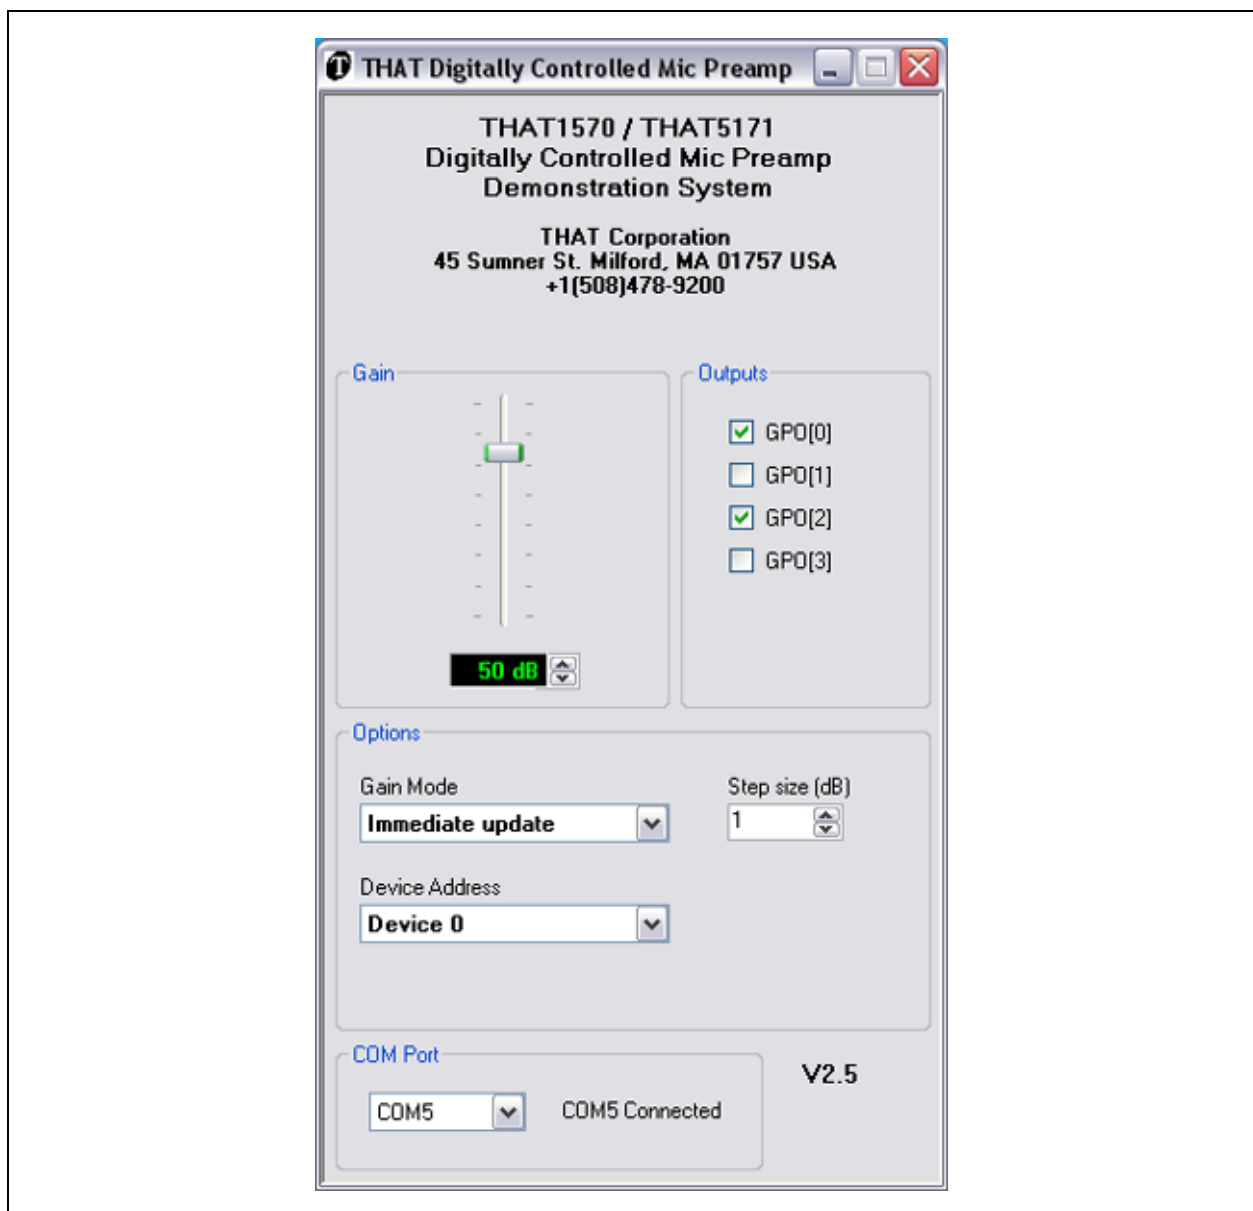 THAT Digitally Controlled Mic Preamp
THAT1570 / THAT5171
Digitally Controlled Mic Preamp
Demonstration System
THAT Corporation
45 Sumner St. Milford, MA 01757 USA
+1(508)478-9200
Gain
50 dB
Outputs
GPO[0]
GPO[1]
GPO[2]
GPO[3]
Options
Gain Mode
Immediate update
Step size (dB)
1
Device Address
Device 0
COM Port
COM5
COM5 Connected
V2.5